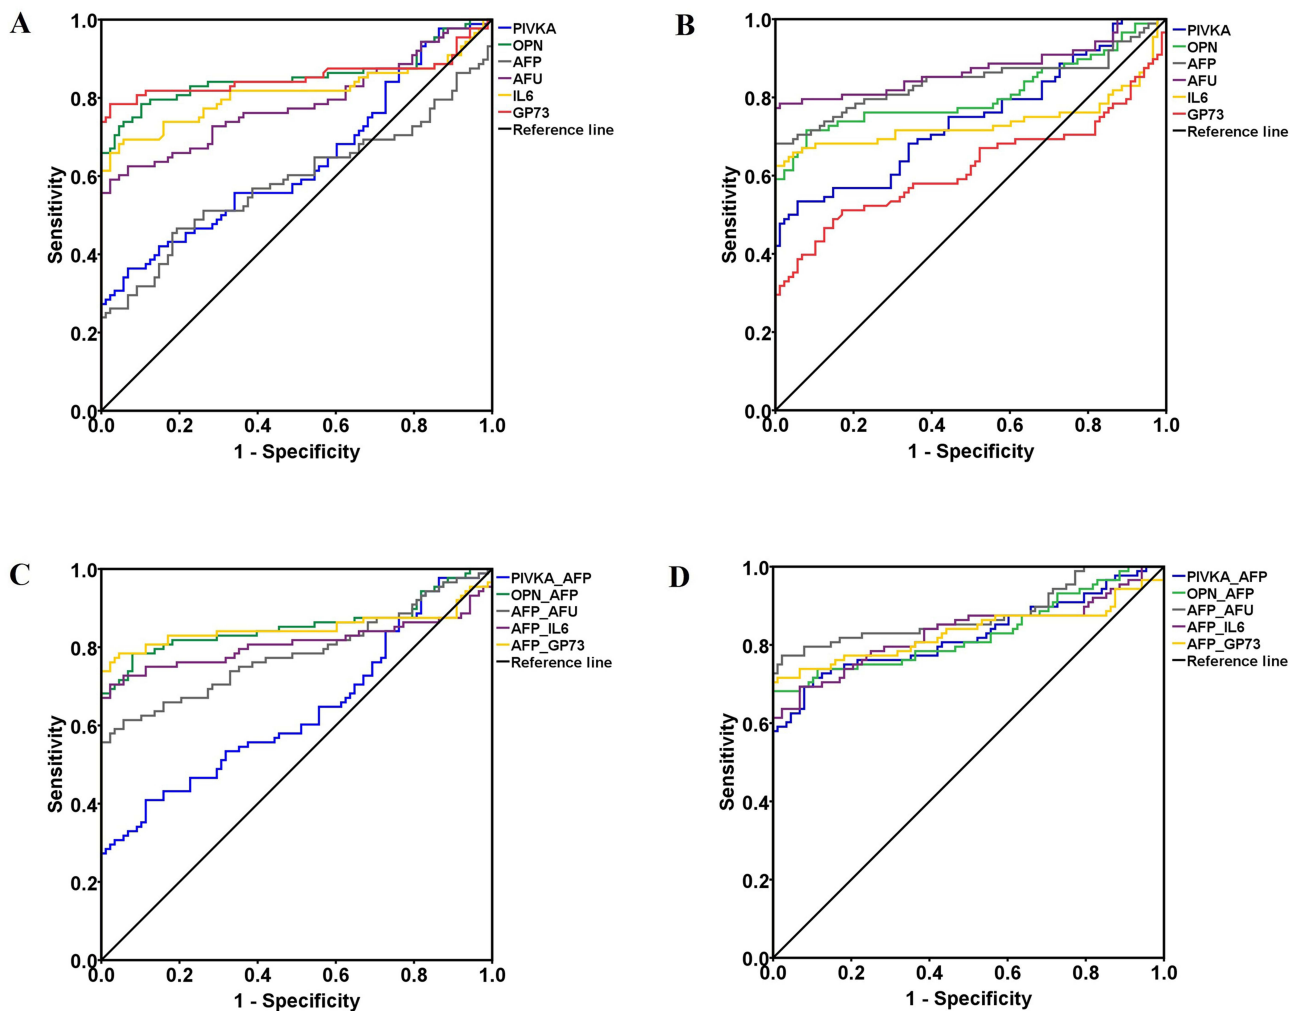 A
Sensitivity
1.0
0.8
0.6
0.4
0.2
0.0
0.0 0.2 0.4 0.6 0.8 1.0
1 - Specificity
PIVKA
OPN
AFP
AFU
IL6
GP73
Reference line
B
Sensitivity
1.0
0.8
0.6
0.4
0.2
0.0
0.0 0.2 0.4 0.6 0.8 1.0
1 - Specificity
PIVKA
OPN
AFP
AFU
IL6
GP73
Reference line
C
Sensitivity
1.0
0.8
0.6
0.4
0.2
0.0
0.0 0.2 0.4 0.6 0.8 1.0
1 - Specificity
PIVKA_AFP
OPN_AFP
AFP_AFU
AFP_IL6
AFP_GP73
Reference line
D
Sensitivity
1.0
0.8
0.6
0.4
0.2
0.0
0.0 0.2 0.4 0.6 0.8 1.0
1 - Specificity
PIVKA_AFP
OPN_AFP
AFP_AFU
AFP_IL6
AFP_GP73
Reference line